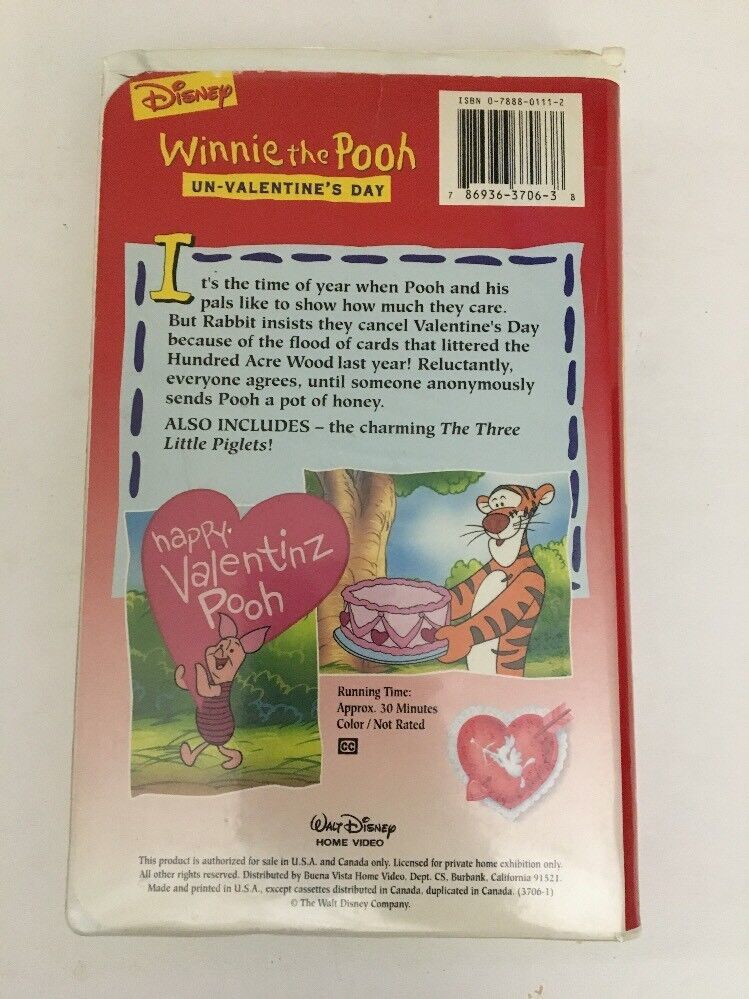 Disney
Winnie the Pooh
UN-VALENTINE'S DAY
ISBN 0-7888-0111-2
7 86936-3706-3 8
It's the time of year when Pooh and his
pals like to show how much they care.
But Rabbit insists they cancel Valentine's Day
because of the flood of cards that littered the
Hundred Acre Wood last year! Reluctantly,
everyone agrees, until someone anonymously
sends Pooh a pot of honey.
ALSO INCLUDES – the charming The Three
Little Piglets!
happy
Valentinz
Pooh
Running Time:
Approx. 30 Minutes
Color / Not Rated
CC
Walt Disney
HOME VIDEO
This product is authorized for sale in U.S.A. and Canada only. Licensed for private home exhibition only.
All other rights reserved. Distributed by Buena Vista Home Video, Dept. CS, Burbank, California 91521.
Made and printed in U.S.A., except cassettes distributed in Canada, duplicated in Canada. (3706-1)
© The Walt Disney Company.